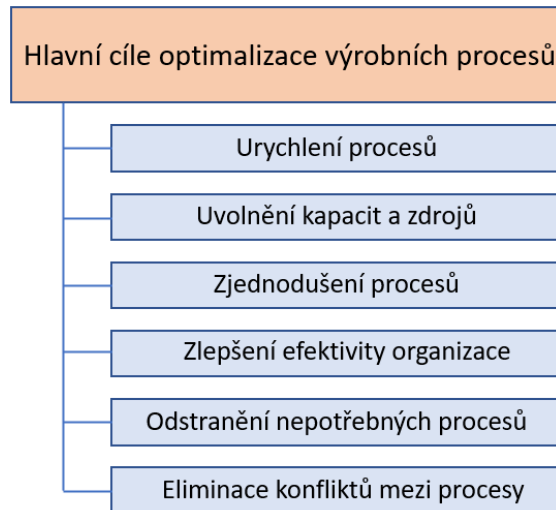 Hlavní cíle optimalizace výrobních procesů
Urychlení procesů
Uvolnění kapacit a zdrojů
Zjednodušení procesů
Zlepšení efektivity organizace
Odstranění nepotřebných procesů
Eliminace konfliktů mezi procesy